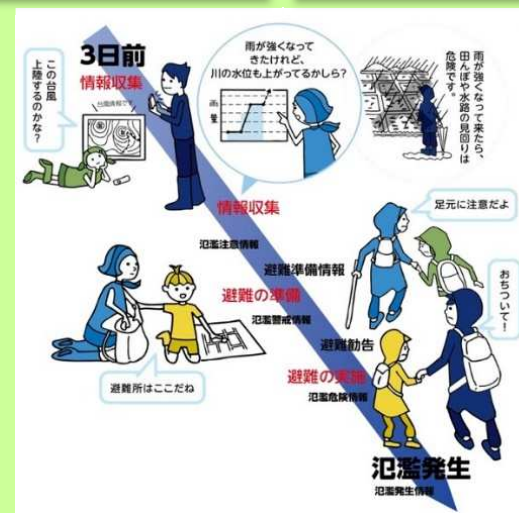 3日前
情報収集
この台風
上陸するのかな?
台風情報です。
雨が強くなって
きたけれど、
川の水位も上がってるかしら?
雨
量
雨が強くなって来たら、
田んぼや水路の見回りは
危険です。
情報収集
氾濫注意情報
足元に注意だよ
避難準備情報
避難の準備
氾濫警戒情報
おちついて!
避難勧告
避難所はここだね
避難の実施
氾濫危険情報
氾濫発生
氾濫発生情報